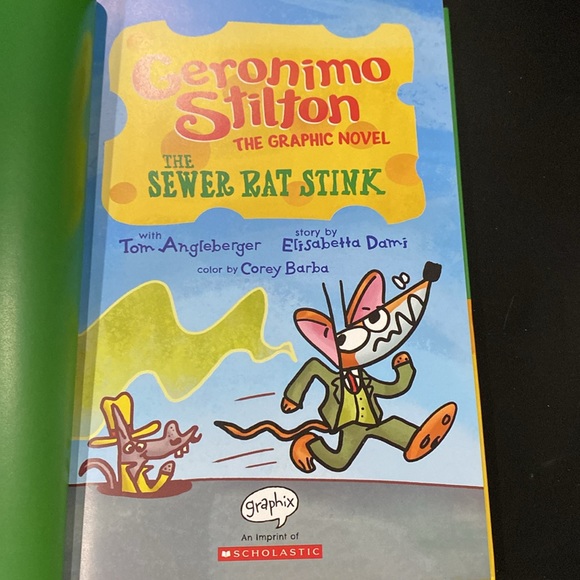 Geronimo
Stilton
THE GRAPHIC NOVEL
THE
SEWER RAT STINK
with
Tom Angleberger
story by
Elisabetta Dami
color by Corey Barba
graphix
An Imprint of
SCHOLASTIC